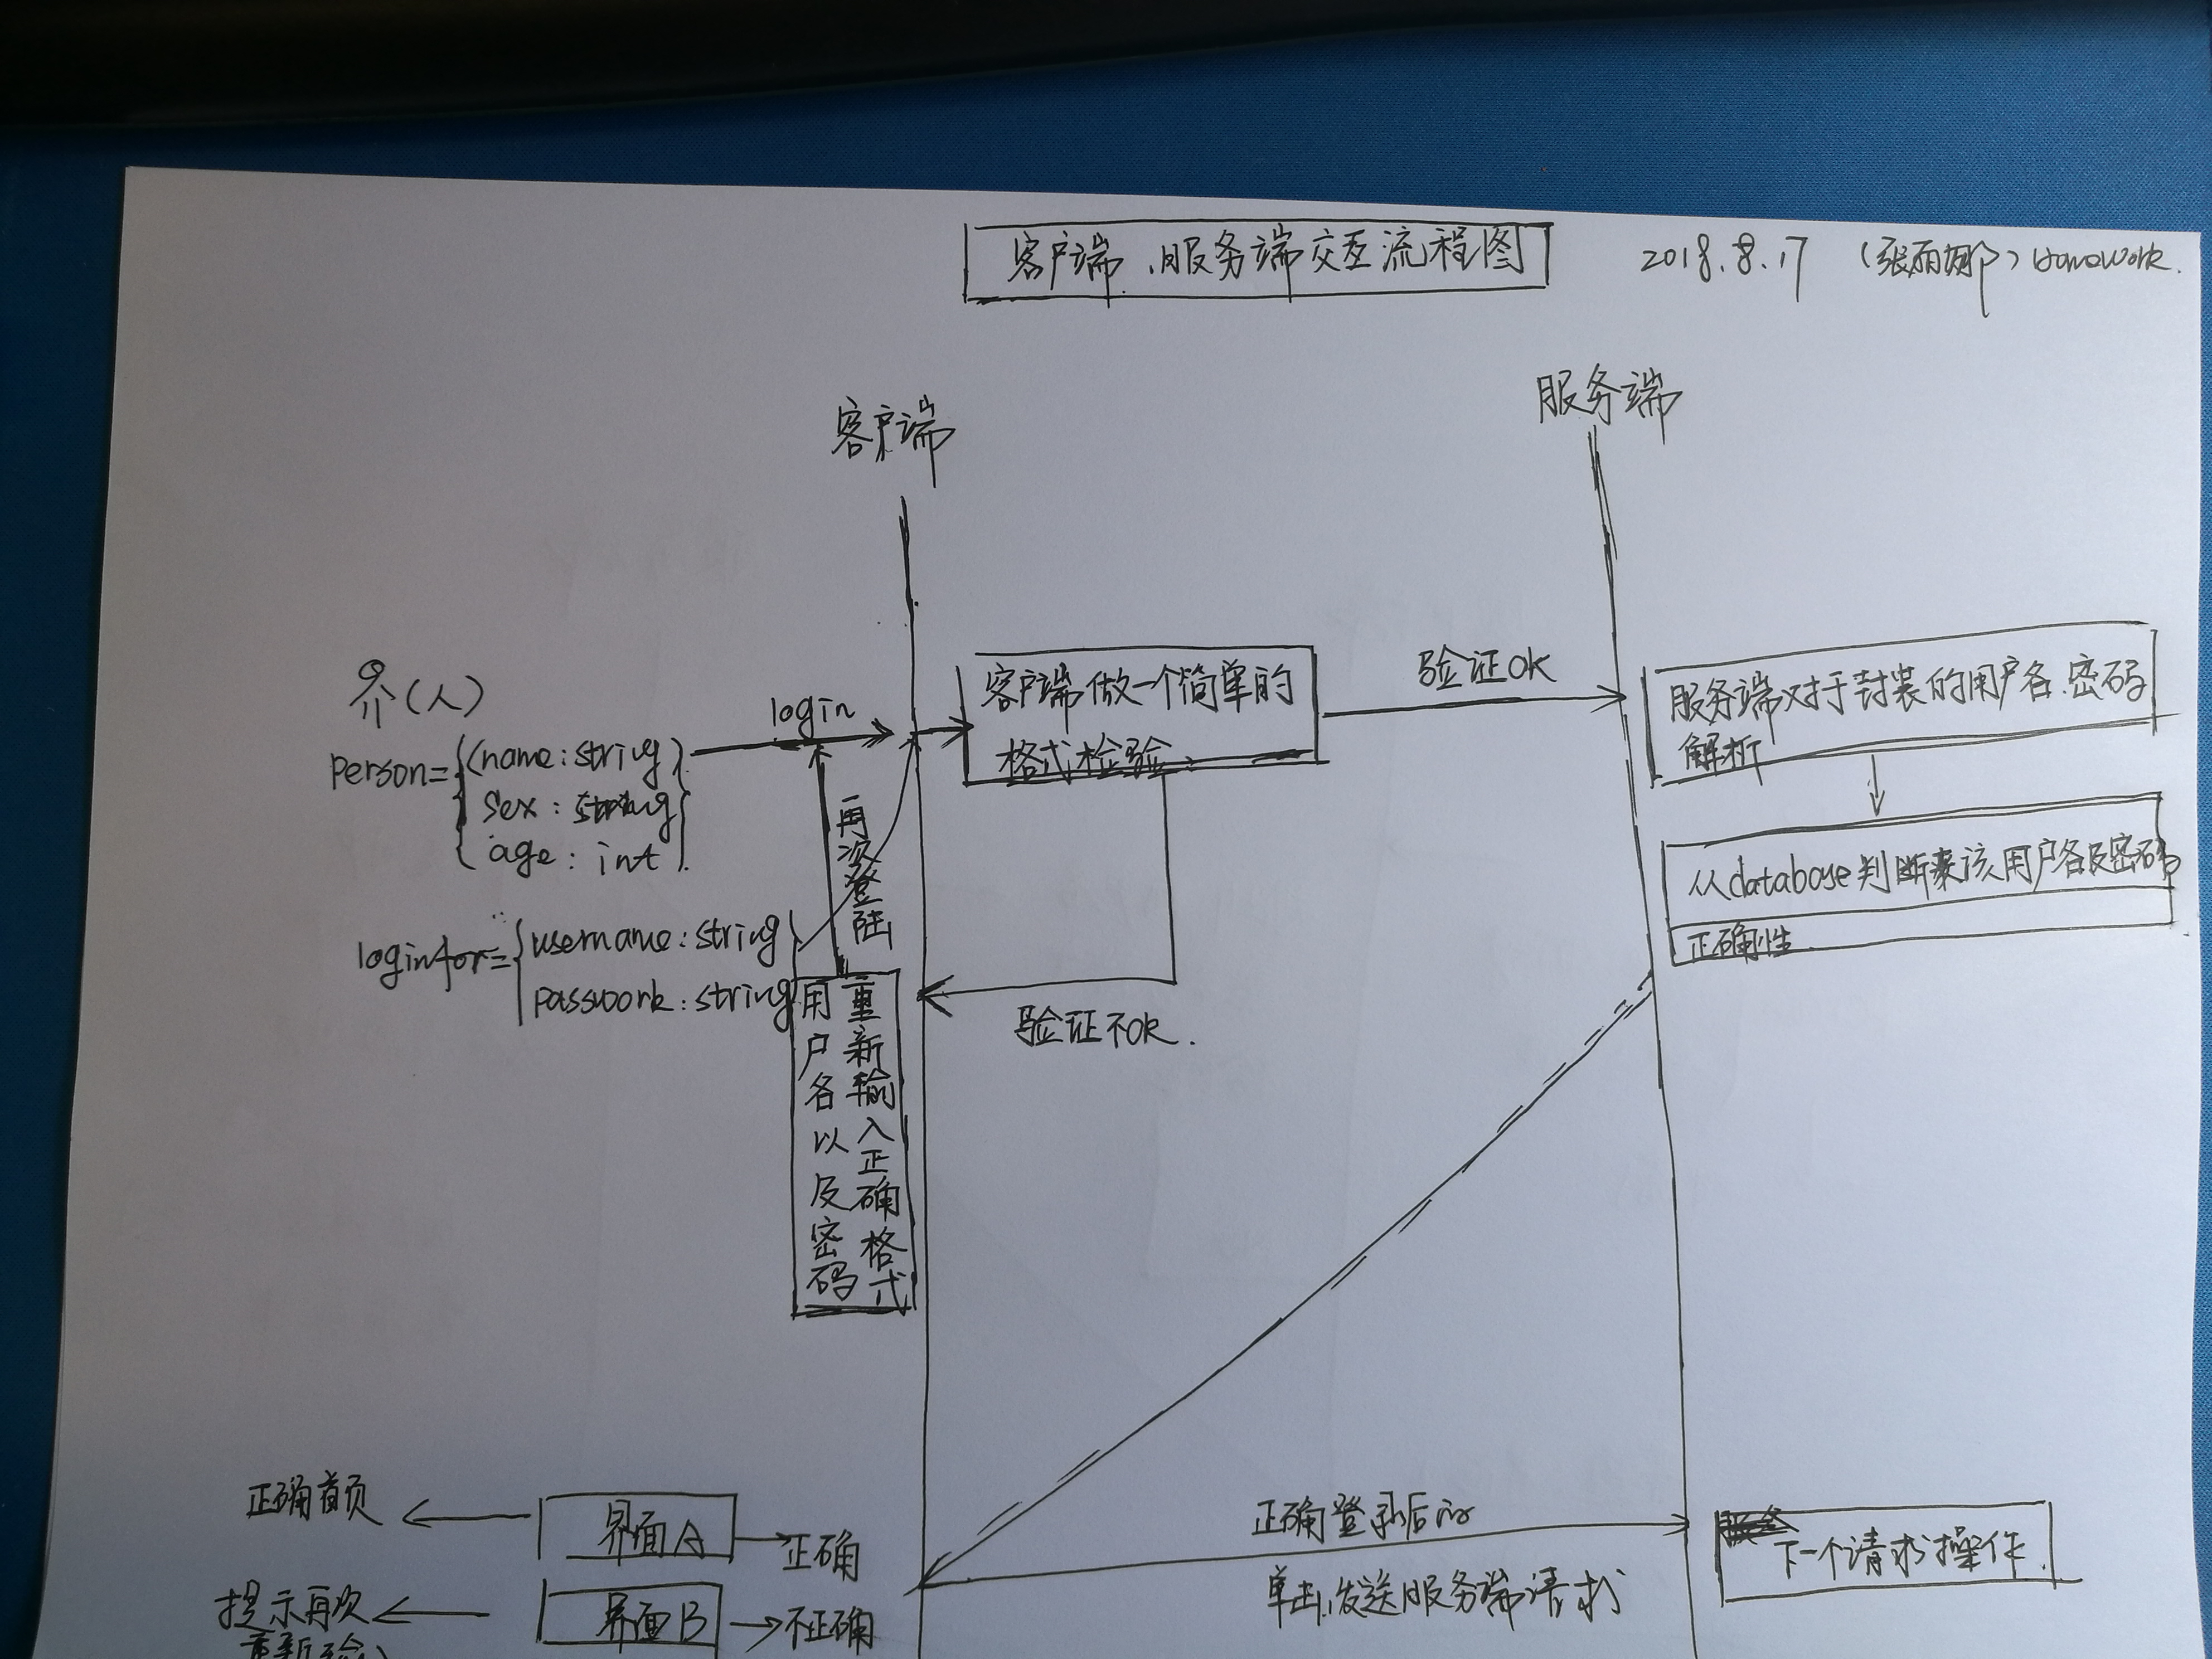 客户端、服务端交互流程图
2018.8.17 (张丽娜) Homework.
客户端
服务端
(人)
login
person={(name:string)
sex:string
age:int
客户端做一个简单的
格式检验
验证ok
服务端对于封装的用户名.密码
解析
从database判断来该用户名及密码
正确性
再次登陆
loginfor={username:string
passwork:string
重新输入正确格式
用户名以及密码
验证不OK.
正确首页
界面A
正确
提示再次
重新输入
界面B
不正确
正确登录后的
单击,发送服务端请求
下一个请求操作.